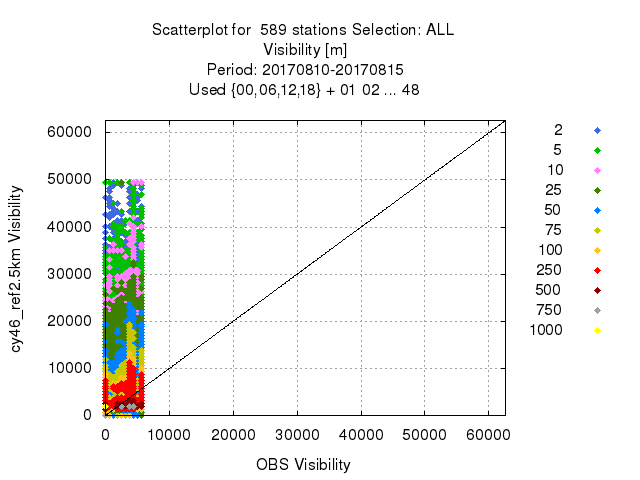 Scatterplot for  589 stations Selection: ALL
Visibility [m]
Period: 20170810-20170815
Used {00,06,12,18} + 01 02 ... 48
60000
50000
40000
30000
20000
10000
0
cy46_ref2.5km Visibility
0 10000 20000 30000 40000 50000 60000
OBS Visibility
2
5
10
25
50
75
100
250
500
750
1000